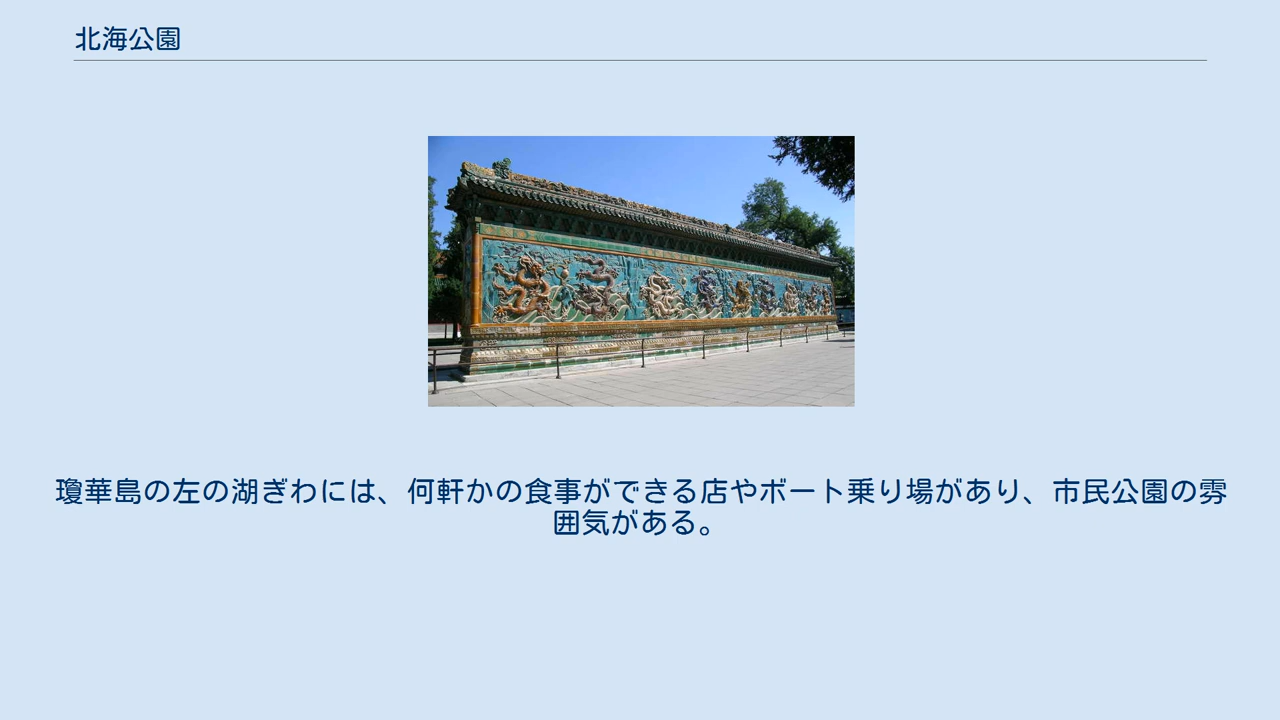 北海公園
瓊華島の左の湖ぎわには、何軒かの食事ができる店やボート乗り場があり、市民公園の雰
囲気がある。